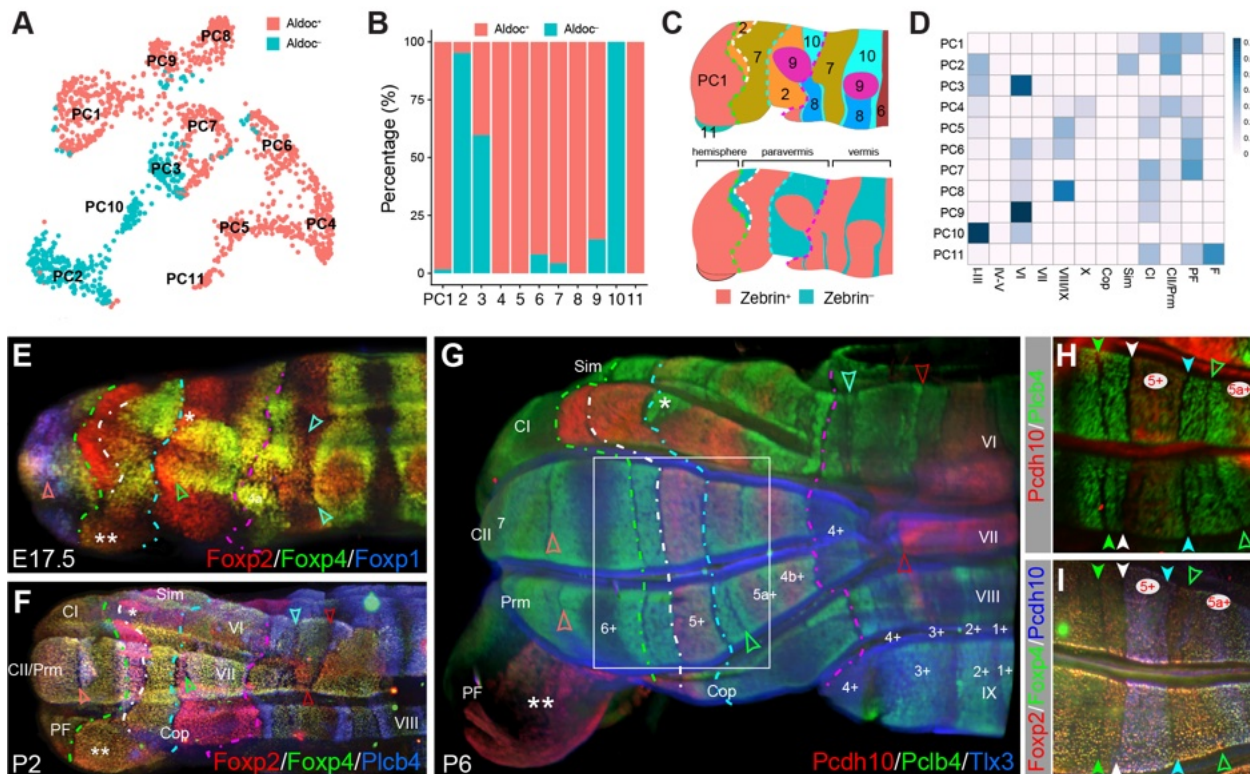 A
Aldoc⁺
Aldoc⁻
PC8
PC9
PC1
PC7
PC6
PC3
PC10
PC5
PC4
PC2
PC11
B
Aldoc⁺ Aldoc⁻
Percentage (%)
100
75
50
25
0
PC1 2 3 4 5 6 7 8 9 10 11
C
2 10
7 10
9 7
PC1 9
2
8 8 6
11
hemisphere paravermis vermis
Zebrin⁺ Zebrin⁻
D
PC1
PC2
PC3
PC4
PC5
PC6
PC7
PC8
PC9
PC10
PC11
I-III
IV-V
VI
VII
VIII/IX
X
Cop
Sim
CI
CII/Prm
PF
F
E
*
**
E17.5 Foxp2/Foxp4/Foxp1
F
CI Sim
*
VI
CII/Prm VII
PF
Cop VIII
**
P2 Foxp2/Foxp4/Plcb4
G
Sim
*
CI VI
CII 7
4+ VII
Prm 4b+
5a+ VIII
6+ 5+
4+ 3+ 2+ 1+
PF Cop 4+ 3+ 2+ 1+
** IX
P6 Pcdh10/Pclb4/Tlx3
H
Pcdh10/Plcb4
5+
5a+
I
Foxp2/Foxp4/Pcdh10
5+
5a+